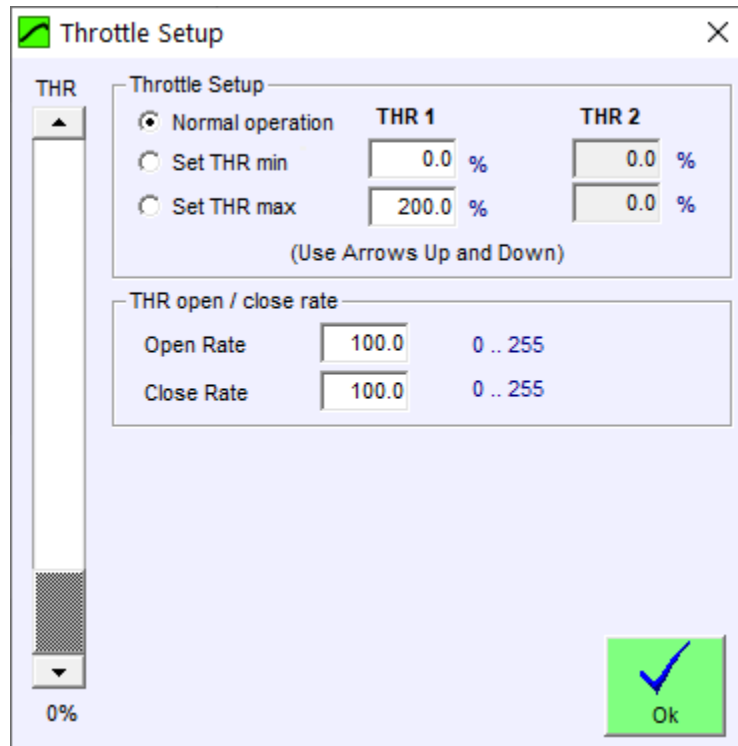 Throttle Setup
THR
Throttle Setup
THR 1 THR 2
Normal operation
Set THR min 0.0 % 0.0 %
Set THR max 200.0 % 0.0 %
(Use Arrows Up and Down)
THR open / close rate
Open Rate 100.0 0 .. 255
Close Rate 100.0 0 .. 255
0%
Ok